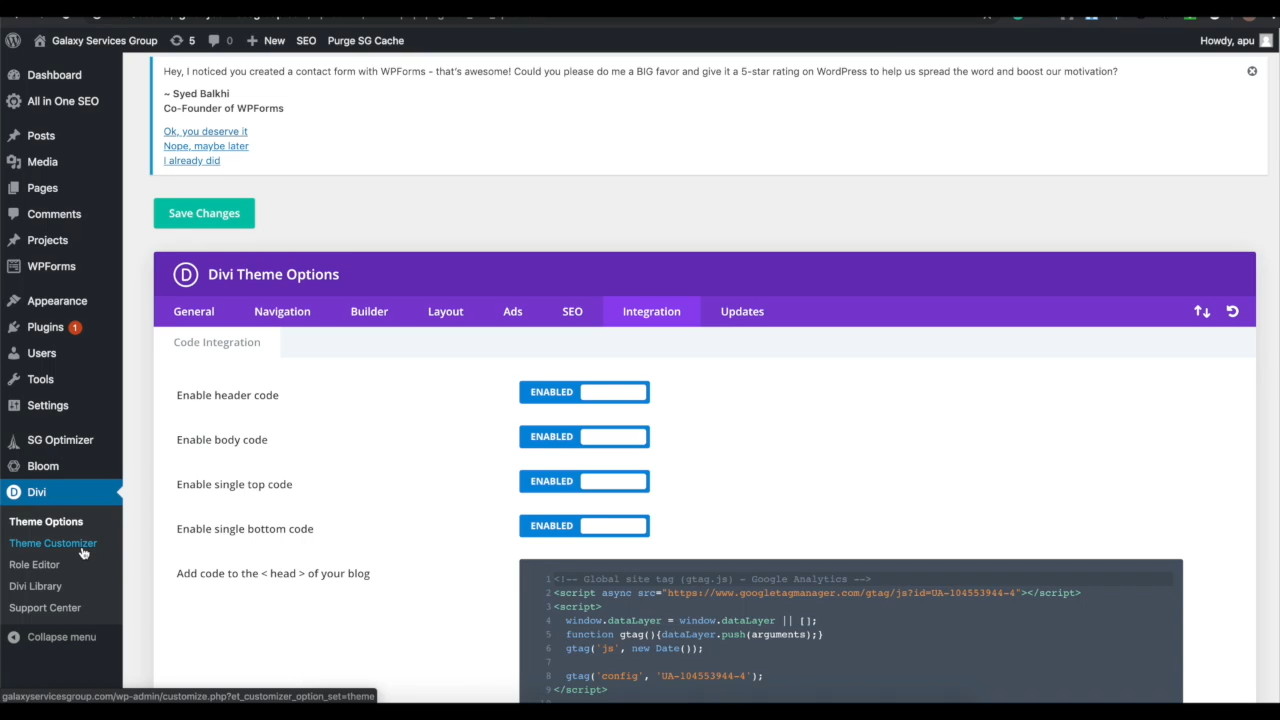 Galaxy Services Group
5
0
New
SEO
Purge SG Cache
Howdy, apu
Dashboard
All in One SEO
Posts
Media
Pages
Comments
Projects
WPForms
Appearance
Plugins 1
Users
Tools
Settings
SG Optimizer
Bloom
Divi
Theme Options
Theme Customizer
Role Editor
Divi Library
Support Center
Collapse menu
Hey, I noticed you created a contact form with WPForms - that's awesome! Could you please do me a BIG favor and give it a 5-star rating on WordPress to help us spread the word and boost our motivation?
~ Syed Balkhi
Co-Founder of WPForms
Ok, you deserve it
Nope, maybe later
I already did
Save Changes
D Divi Theme Options
General
Navigation
Builder
Layout
Ads
SEO
Integration
Updates
Code Integration
Enable header code
ENABLED
Enable body code
ENABLED
Enable single top code
ENABLED
Enable single bottom code
ENABLED
Add code to the < head > of your blog
1 <!-- Global site tag (gtag.js) - Google Analytics -->
2 <script async src="https://www.googletagmanager.com/gtag/js?id=UA-104553944-4"></script>
3 <script>
4 window.dataLayer = window.dataLayer || [];
5 function gtag(){dataLayer.push(arguments);}
6 gtag('js', new Date());
7
8 gtag('config', 'UA-104553944-4');
9 </script>
galaxyservicesgroup.com/wp-admin/customize.php?et_customizer_option_set=theme